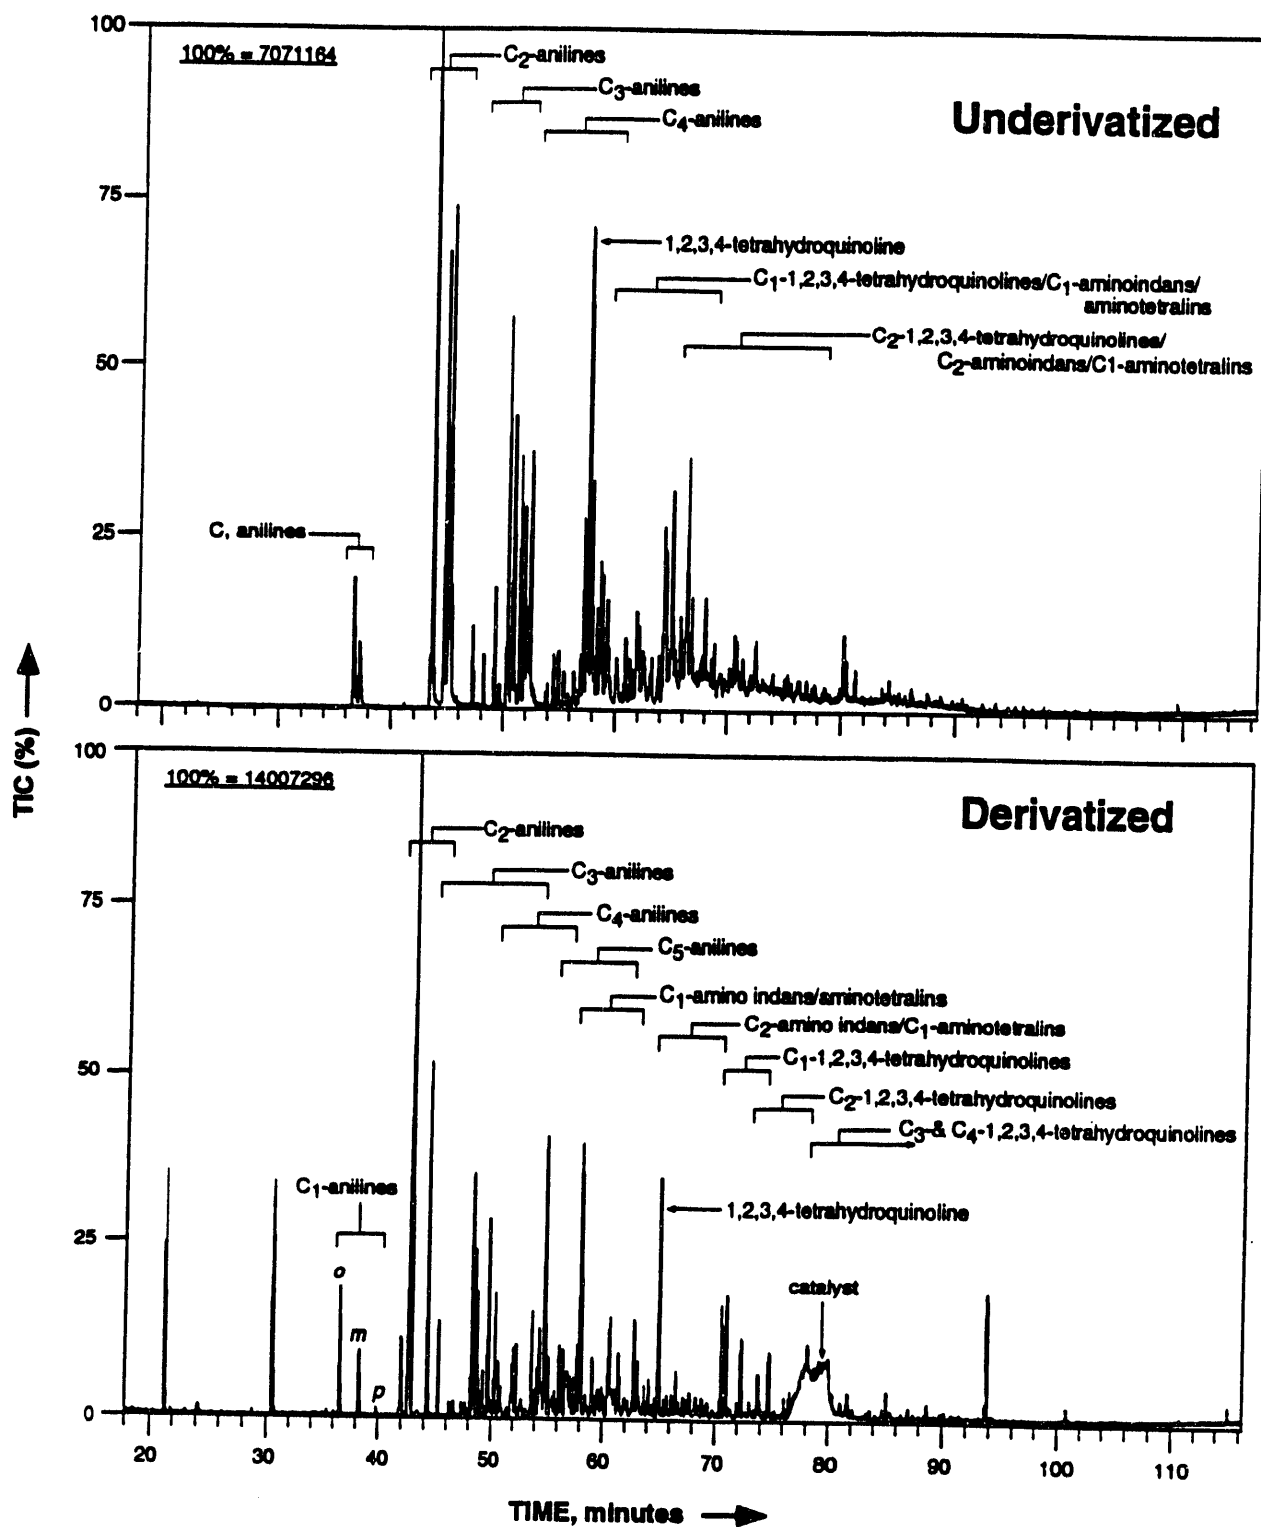 100
100% = 7071164
C2-anilines
C3-anilines
C4-anilines
Underivatized
75
1,2,3,4-tetrahydroquinoline
C1-1,2,3,4-tetrahydroquinolines/C1-aminoindans/
aminotetralins
50
C2-1,2,3,4-tetrahydroquinolines/
C2-aminoindans/C1-aminotetralins
25
C, anilines
0
TIC (%)
100
100% = 14007296
Derivatized
C2-anilines
C3-anilines
75
C4-anilines
C5-anilines
C1-amino indans/aminotetralins
C2-amino indans/C1-aminotetralins
50
C1-1,2,3,4-tetrahydroquinolines
C2-1,2,3,4-tetrahydroquinolines
C3-& C4-1,2,3,4-tetrahydroquinolines
C1-anilines
1,2,3,4-tetrahydroquinoline
25
o
catalyst
m
p
0
20 30 40 50 60 70 80 90 100 110
TIME, minutes